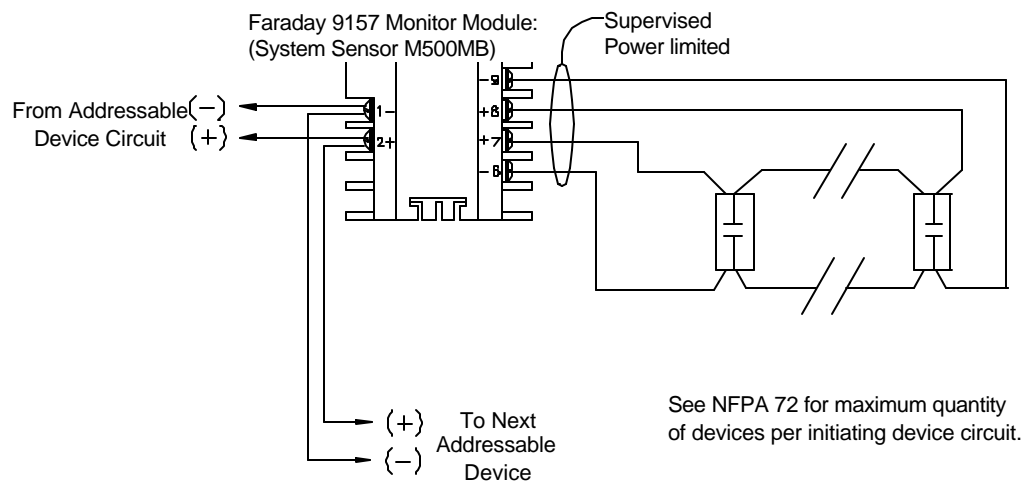 Faraday 9157 Monitor Module:
(System Sensor M500MB)
Supervised
Power limited
From Addressable (-)
Device Circuit (+)
1-
2+
-9
+6
+7
-8
(+) To Next
Addressable
(-) Device
See NFPA 72 for maximum quantity
of devices per initiating device circuit.